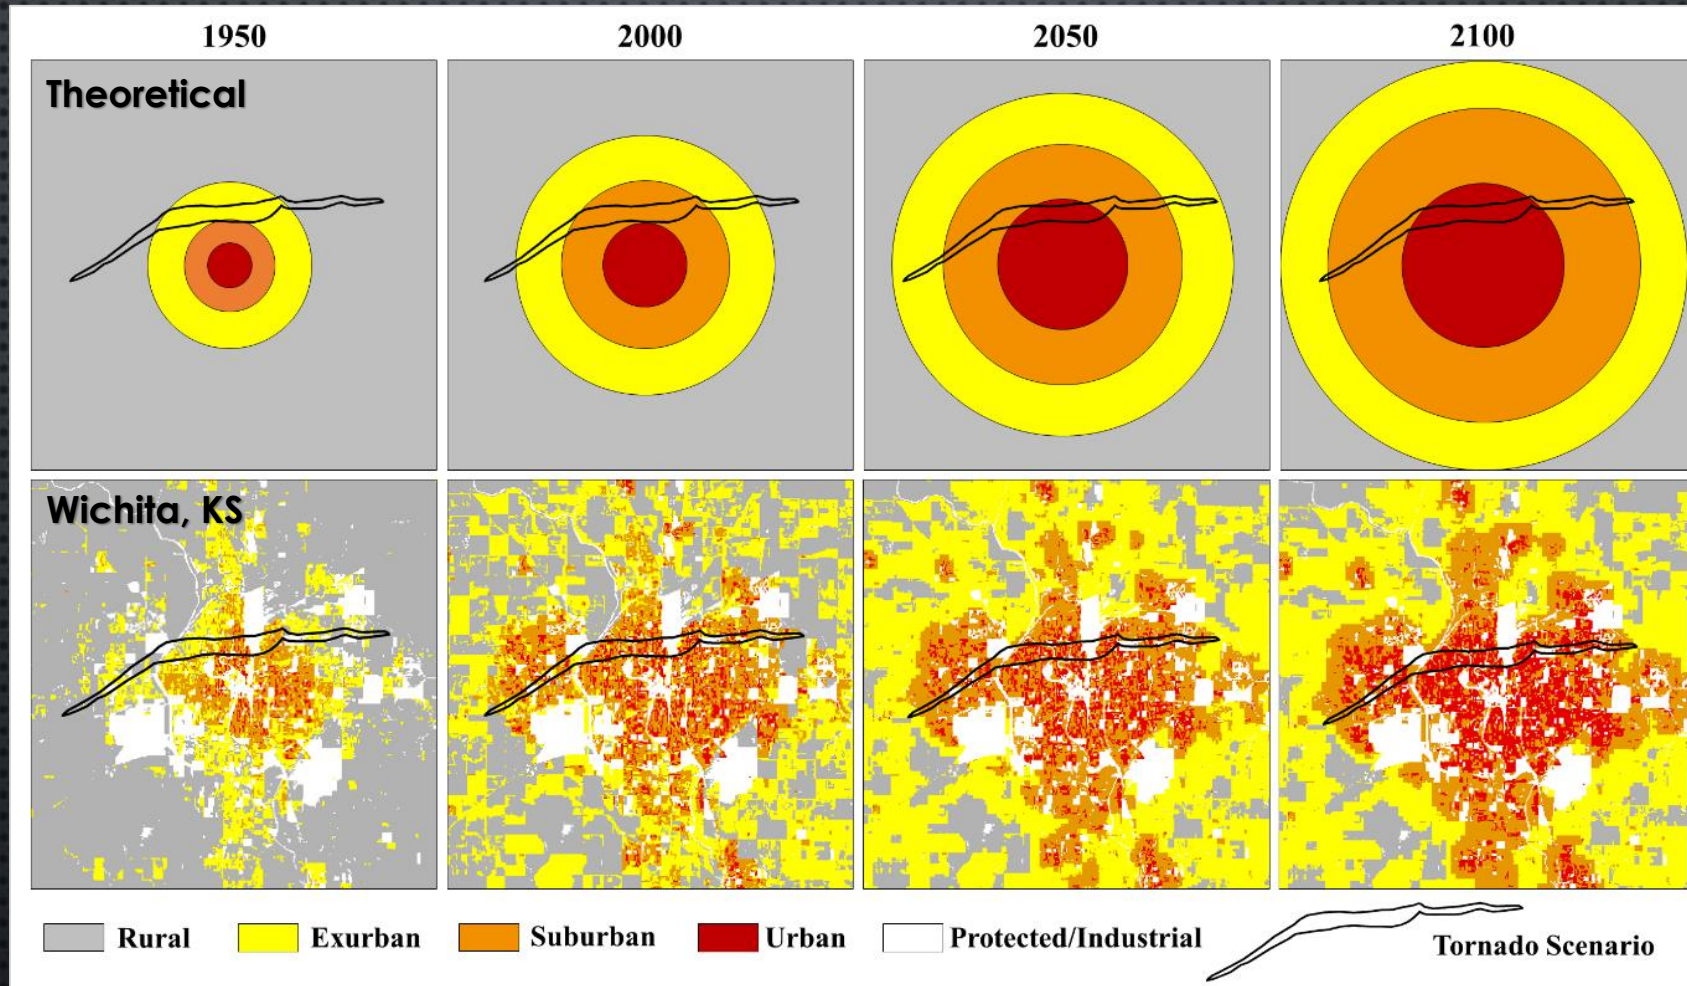 1950 2000 2050 2100
Theoretical
Wichita, KS
Rural Exurban Suburban Urban Protected/Industrial Tornado Scenario